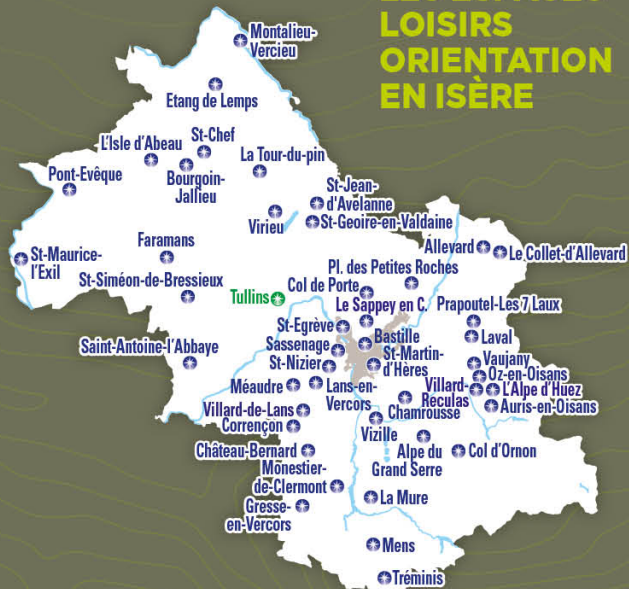 LOISIRS
ORIENTATION
EN ISÈRE
Montalieu-
Vercieu
Etang de Lemps
St-Chef
L'Isle d'Abeau
La Tour-du-pin
Pont-Evêque
Bourgoin-
Jallieu
St-Jean-
d'Avelanne
Virieu
St-Geoire-en-Valdaine
Allevard
Le Collet-d'Allevard
St-Maurice-
l'Exil
Faramans
Pl. des Petites Roches
St-Siméon-de-Bressieux
Col de Porte
Tullins
Le Sappey en C.
Prapoutel-Les 7 Laux
St-Egrève
Bastille
Laval
Sassenage
St-Martin-
d'Hères
Saint-Antoine-l'Abbaye
St-Nizier
Vaujany
Oz-en-Oisans
Méaudre
Lans-en-
Vercors
Villard-
Reculas
L'Alpe d'Huez
Chamrousse
Auris-en-Oisans
Villard-de-Lans
Corrençon
Vizille
Château-Bernard
Alpe du
Grand Serre
Col d'Ornon
Monestier-
de-Clermont
La Mure
Gresse-
en-Vercors
Mens
Tréminis